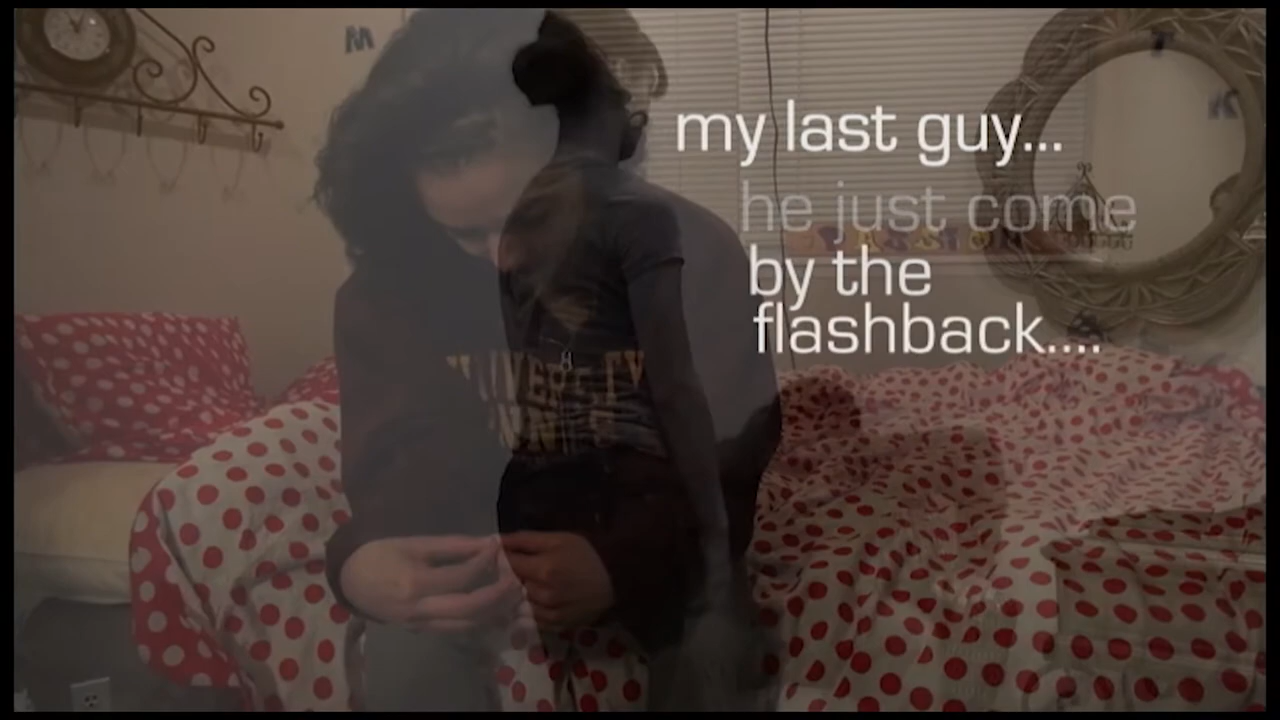 M
my last guy...
he just come
by the
flashback....